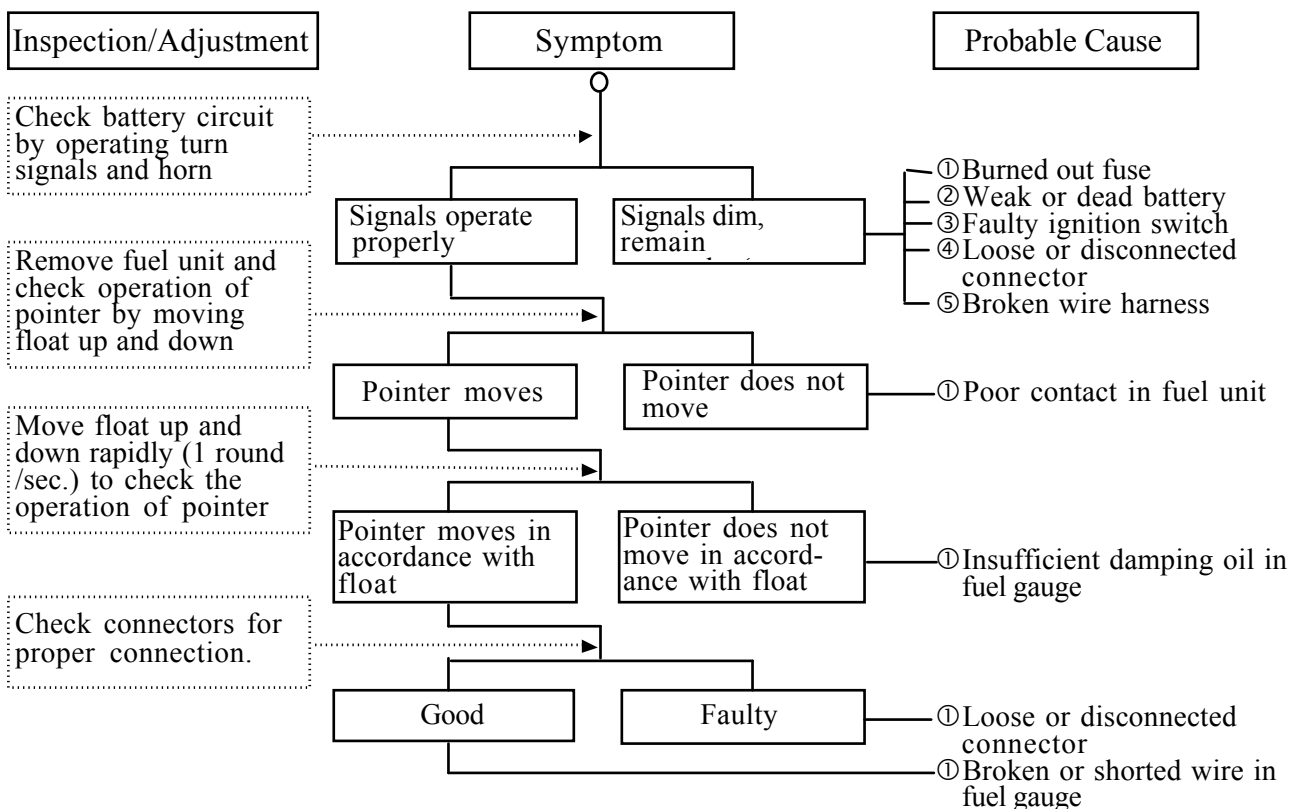 Inspection/Adjustment
Symptom
Probable Cause
Check battery circuit
by operating turn
signals and horn
Signals operate
properly
Signals dim,
remain
①Burned out fuse
②Weak or dead battery
③Faulty ignition switch
④Loose or disconnected
connector
⑤Broken wire harness
Remove fuel unit and
check operation of
pointer by moving
float up and down
Pointer moves
Pointer does not
move
①Poor contact in fuel unit
Move float up and
down rapidly (1 round
/sec.) to check the
operation of pointer
Pointer moves in
accordance with
float
Pointer does not
move in accord-
ance with float
①Insufficient damping oil in
fuel gauge
Check connectors for
proper connection.
Good
Faulty
①Loose or disconnected
connector
①Broken or shorted wire in
fuel gauge